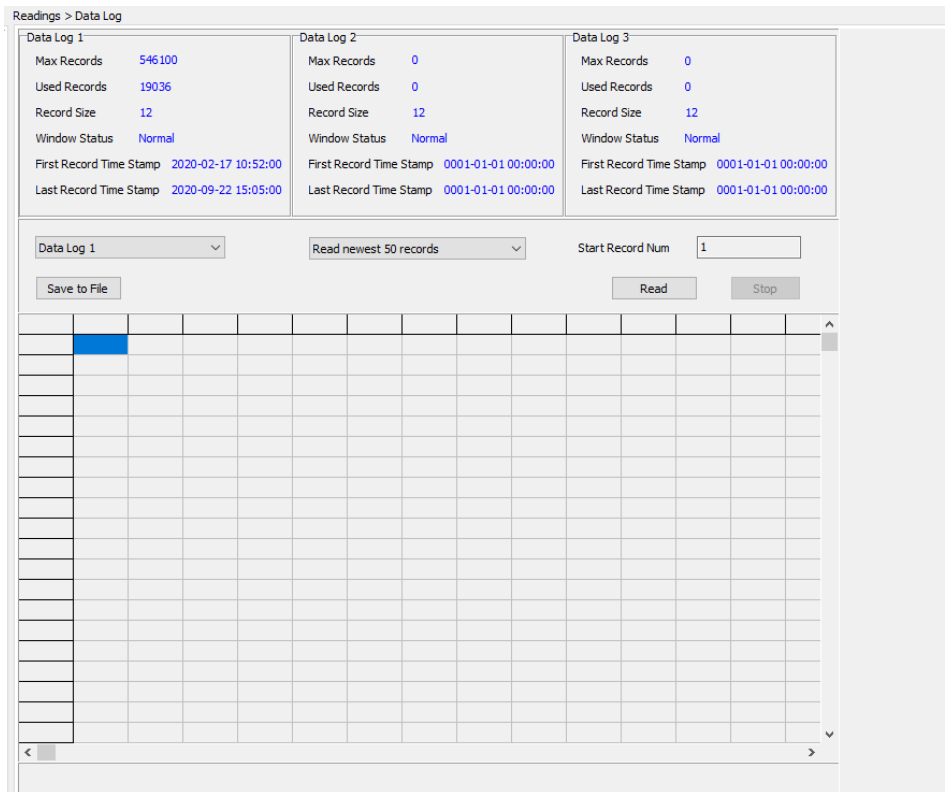 Readings > Data Log
Data Log 1
Max Records 546100
Used Records 19036
Record Size 12
Window Status Normal
First Record Time Stamp 2020-02-17 10:52:00
Last Record Time Stamp 2020-09-22 15:05:00
Data Log 2
Max Records 0
Used Records 0
Record Size 12
Window Status Normal
First Record Time Stamp 0001-01-01 00:00:00
Last Record Time Stamp 0001-01-01 00:00:00
Data Log 3
Max Records 0
Used Records 0
Record Size 12
Window Status Normal
First Record Time Stamp 0001-01-01 00:00:00
Last Record Time Stamp 0001-01-01 00:00:00
Data Log 1 Read newest 50 records Start Record Num 1
Save to File Read Stop